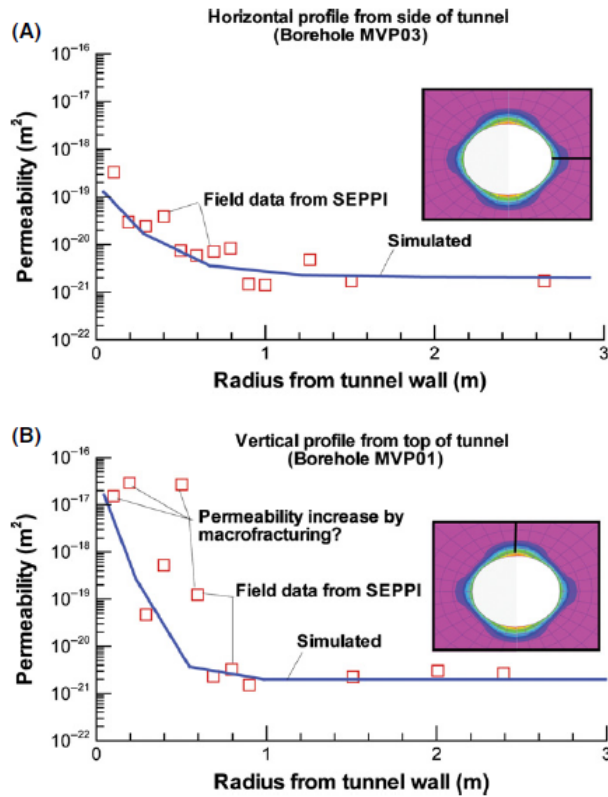 (A)
Horizontal profile from side of tunnel
(Borehole MVP03)
Permeability (m²)
10⁻¹⁶
10⁻¹⁷
10⁻¹⁸
10⁻¹⁹
10⁻²⁰
10⁻²¹
10⁻²²
Field data from SEPPI
Simulated
0
1
2
3
Radius from tunnel wall (m)
(B)
Vertical profile from top of tunnel
(Borehole MVP01)
Permeability (m²)
10⁻¹⁶
10⁻¹⁷
10⁻¹⁸
10⁻¹⁹
10⁻²⁰
10⁻²¹
10⁻²²
Permeability increase by
macrofracturing?
Field data from SEPPI
Simulated
0
1
2
3
Radius from tunnel wall (m)